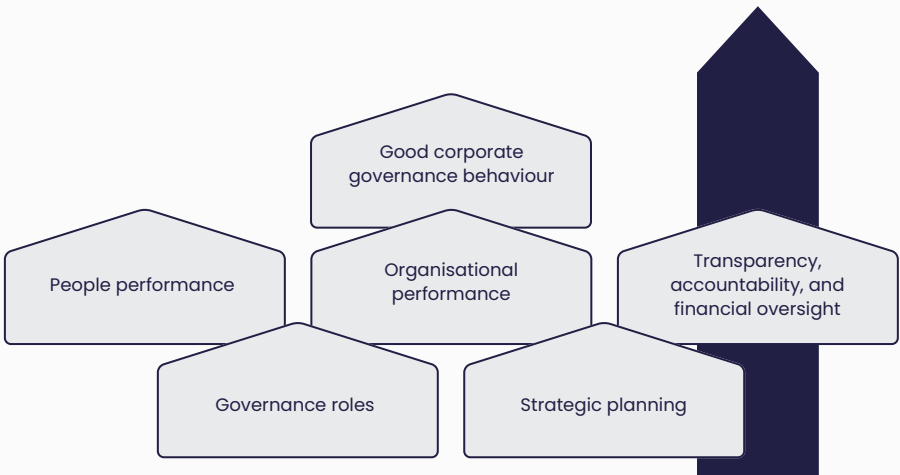 Good corporate
governance behaviour
People performance
Organisational
performance
Transparency,
accountability, and
financial oversight
Governance roles
Strategic planning